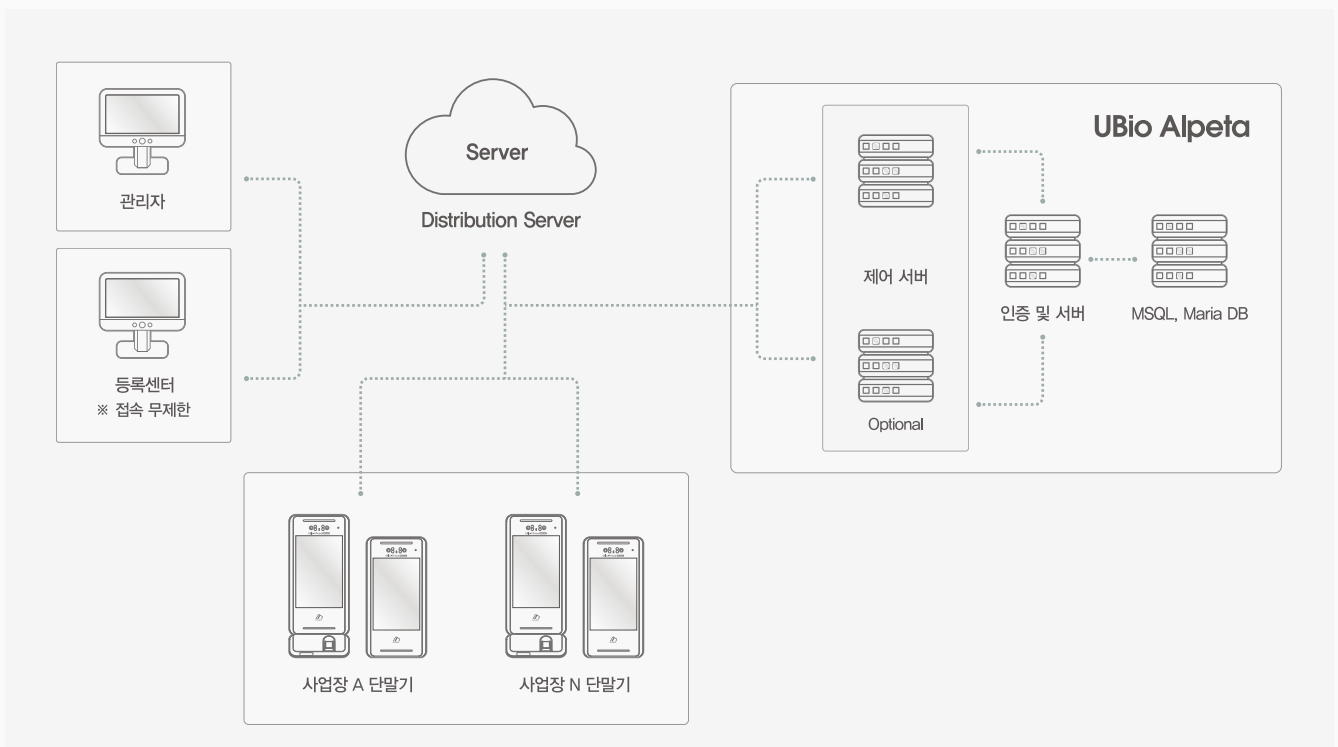 관리자
등록센터
※ 접속 무제한
Server
Distribution Server
UBio Alpeta
제어 서버
Optional
인증 및 서버
MSQL, Maria DB
사업장 A 단말기
사업장 N 단말기